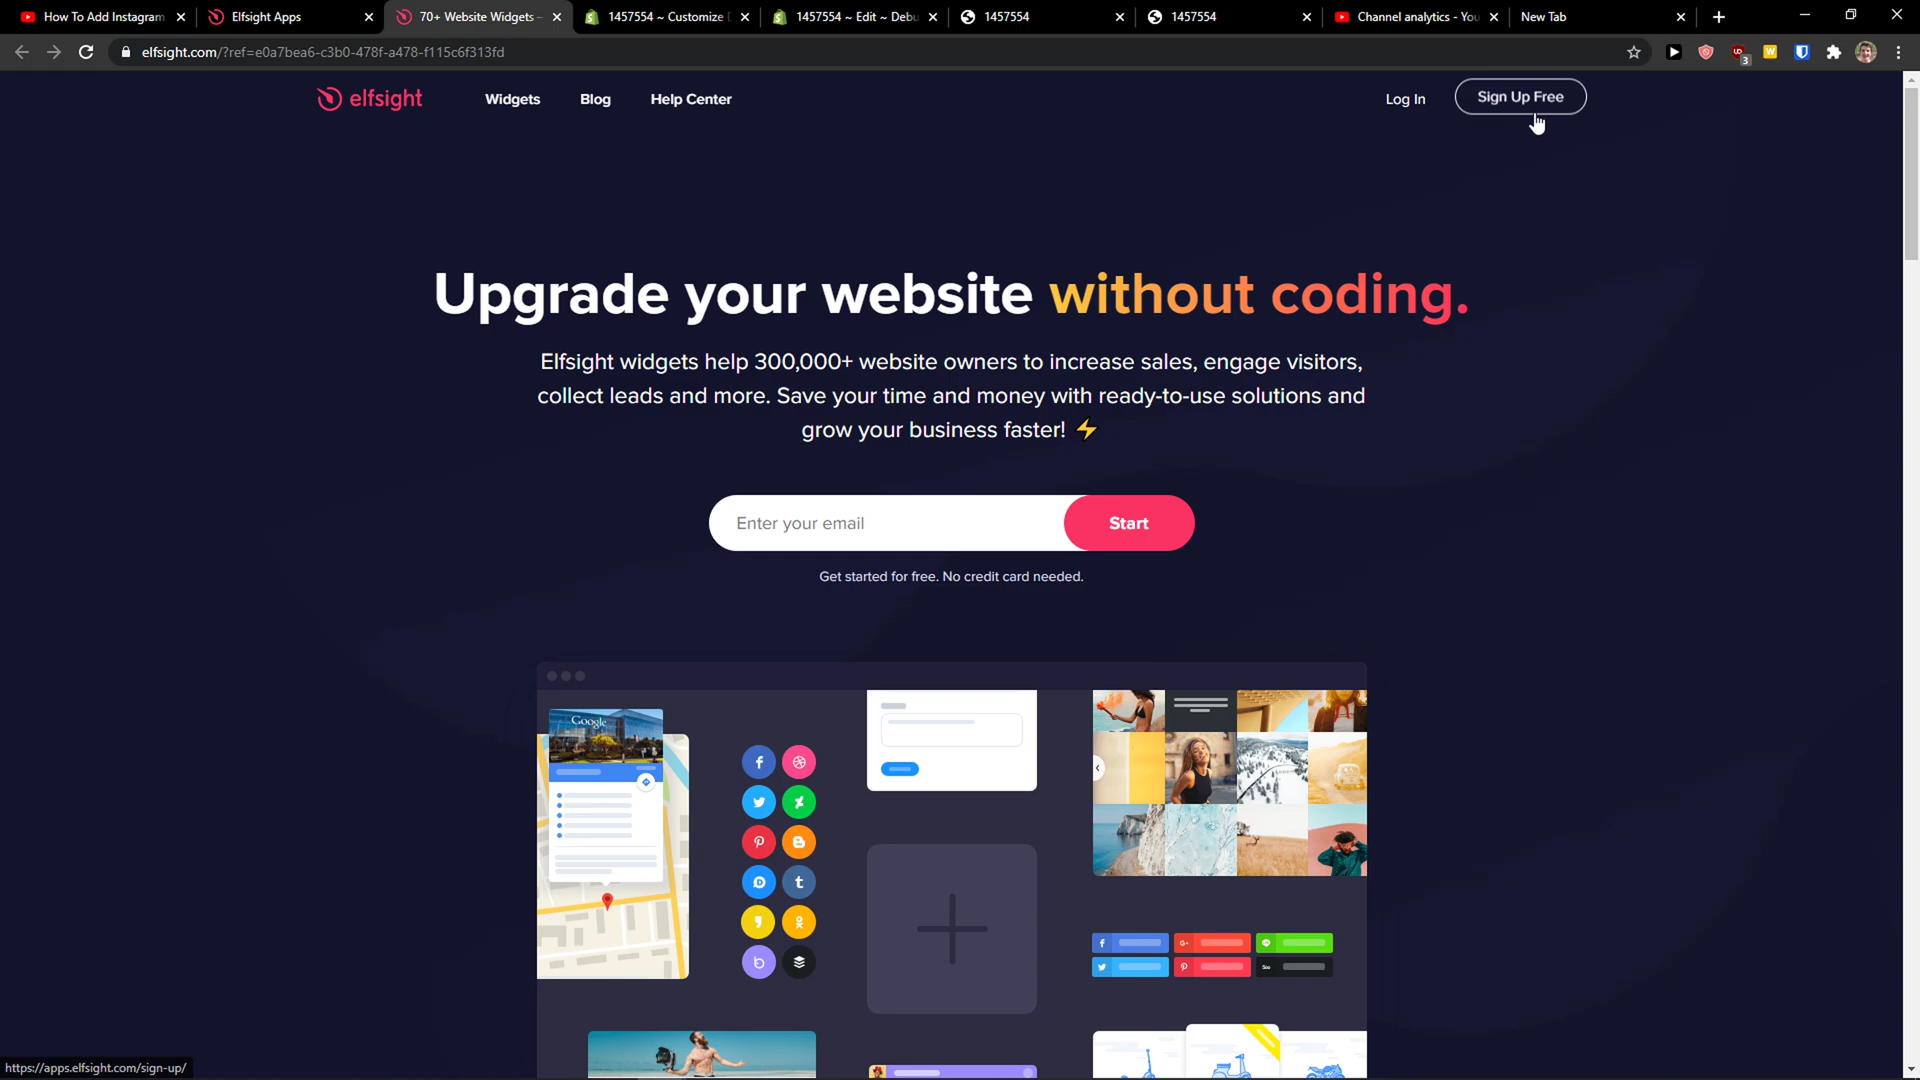 How To Add Instagram
Elfsight Apps
70+ Website Widgets -
1457554 ~ Customize
1457554 ~ Edit ~ Debu
1457554
1457554
Channel analytics - You
New Tab
elfsight.com/?ref=e0a7bea6-c3b0-478f-a478-f115c6f313fd
3
elfsight
Widgets
Blog
Help Center
Log In
Sign Up Free
Upgrade your website without coding.
Elfsight widgets help 300,000+ website owners to increase sales, engage visitors,
collect leads and more. Save your time and money with ready-to-use solutions and
grow your business faster! ⚡
Enter your email
Start
Get started for free. No credit card needed.
Google
https://apps.elfsight.com/sign-up/